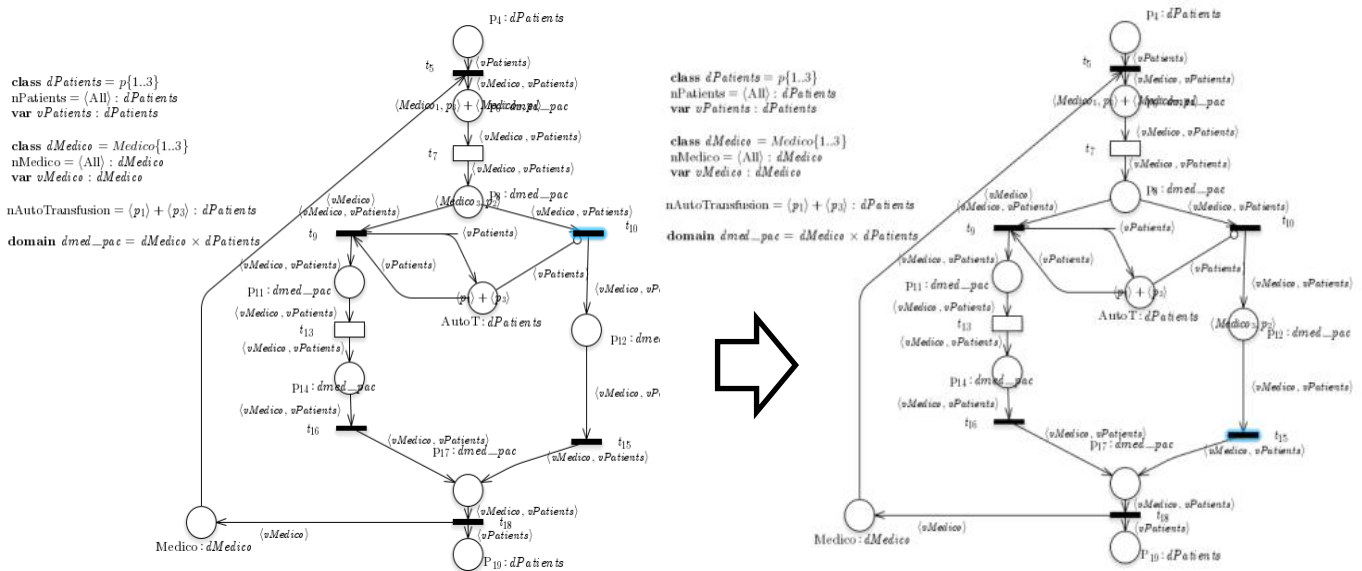 p4 : dPatients
⟨vPatients⟩
t5
⟨vMedico, vPatients⟩
class dPatients = p{1..3}
nPatients = ⟨All⟩ : dPatients
var vPatients : dPatients
class dMedico = Medico{1..3}
nMedico = ⟨All⟩ : dMedico
var vMedico : dMedico
nAutoTransfusion = ⟨p1⟩ + ⟨p3⟩ : dPatients
domain dmed_pac = dMedico × dPatients
⟨vMedico, vPatients⟩
t7
⟨vMedico, vPatients⟩
p8 : dmed_pac
⟨vMedico⟩
⟨vMedico, vPatients⟩
⟨vMedico, vPatients⟩
t9
⟨vPatients⟩
t10
⟨vMedico, vPatients⟩
⟨vPatients⟩
⟨vPatients⟩
p11 : dmed_pac
⟨p1⟩ + ⟨p3⟩
⟨vMedico, vP
⟨vMedico, vPatients⟩
AutoT : dPatients
t13
p12 : dme
⟨vMedico, vPatients⟩
p14 : dmed_pac
⟨vMedico, vPati
⟨vMedico, vPatients⟩
t16
⟨vMedico, vPatients⟩
t15
p17 : dmed_pac
⟨vMedico, vPatients⟩
⟨vMedico, vPatients⟩
t18
⟨vMedico⟩
⟨vPatients⟩
Medico : dMedico
P19 : dPatients
p4 : dPatients
⟨vPatients⟩
t5
⟨vMedico, vPatients⟩
class dPatients = p{1..3}
nPatients = ⟨All⟩ : dPatients
var vPatients : dPatients
class dMedico = Medico{1..3}
nMedico = ⟨All⟩ : dMedico
var vMedico : dMedico
nAutoTransfusion = ⟨p1⟩ + ⟨p3⟩ : dPatients
domain dmed_pac = dMedico × dPatients
⟨vMedico, vPatients⟩
t7
⟨vMedico, vPatients⟩
p8 : dmed_pac
⟨vMedico⟩
⟨vMedico, vPatients⟩
⟨vMedico, vPatients⟩
t9
⟨vPatients⟩
t10
⟨vMedico, vPatients⟩
⟨vPatients⟩
⟨vPatients⟩
p11 : dmed_pac
⟨p1⟩ + ⟨p3⟩
⟨vMedico, vPatients⟩
⟨vMedico, vPatients⟩
AutoT : dPatients
t13
⟨Medico3, p2⟩
p12 : dmed_pac
⟨vMedico, vPatients⟩
p14 : dmed_pac
⟨vMedico, vPatients⟩
⟨vMedico, vPatients⟩
t16
⟨vMedico, vPatients⟩
t15
p17 : dmed_pac
⟨vMedico, vPatients⟩
⟨vMedico, vPatients⟩
t18
⟨vMedico⟩
⟨vPatients⟩
Medico : dMedico
P19 : dPatients